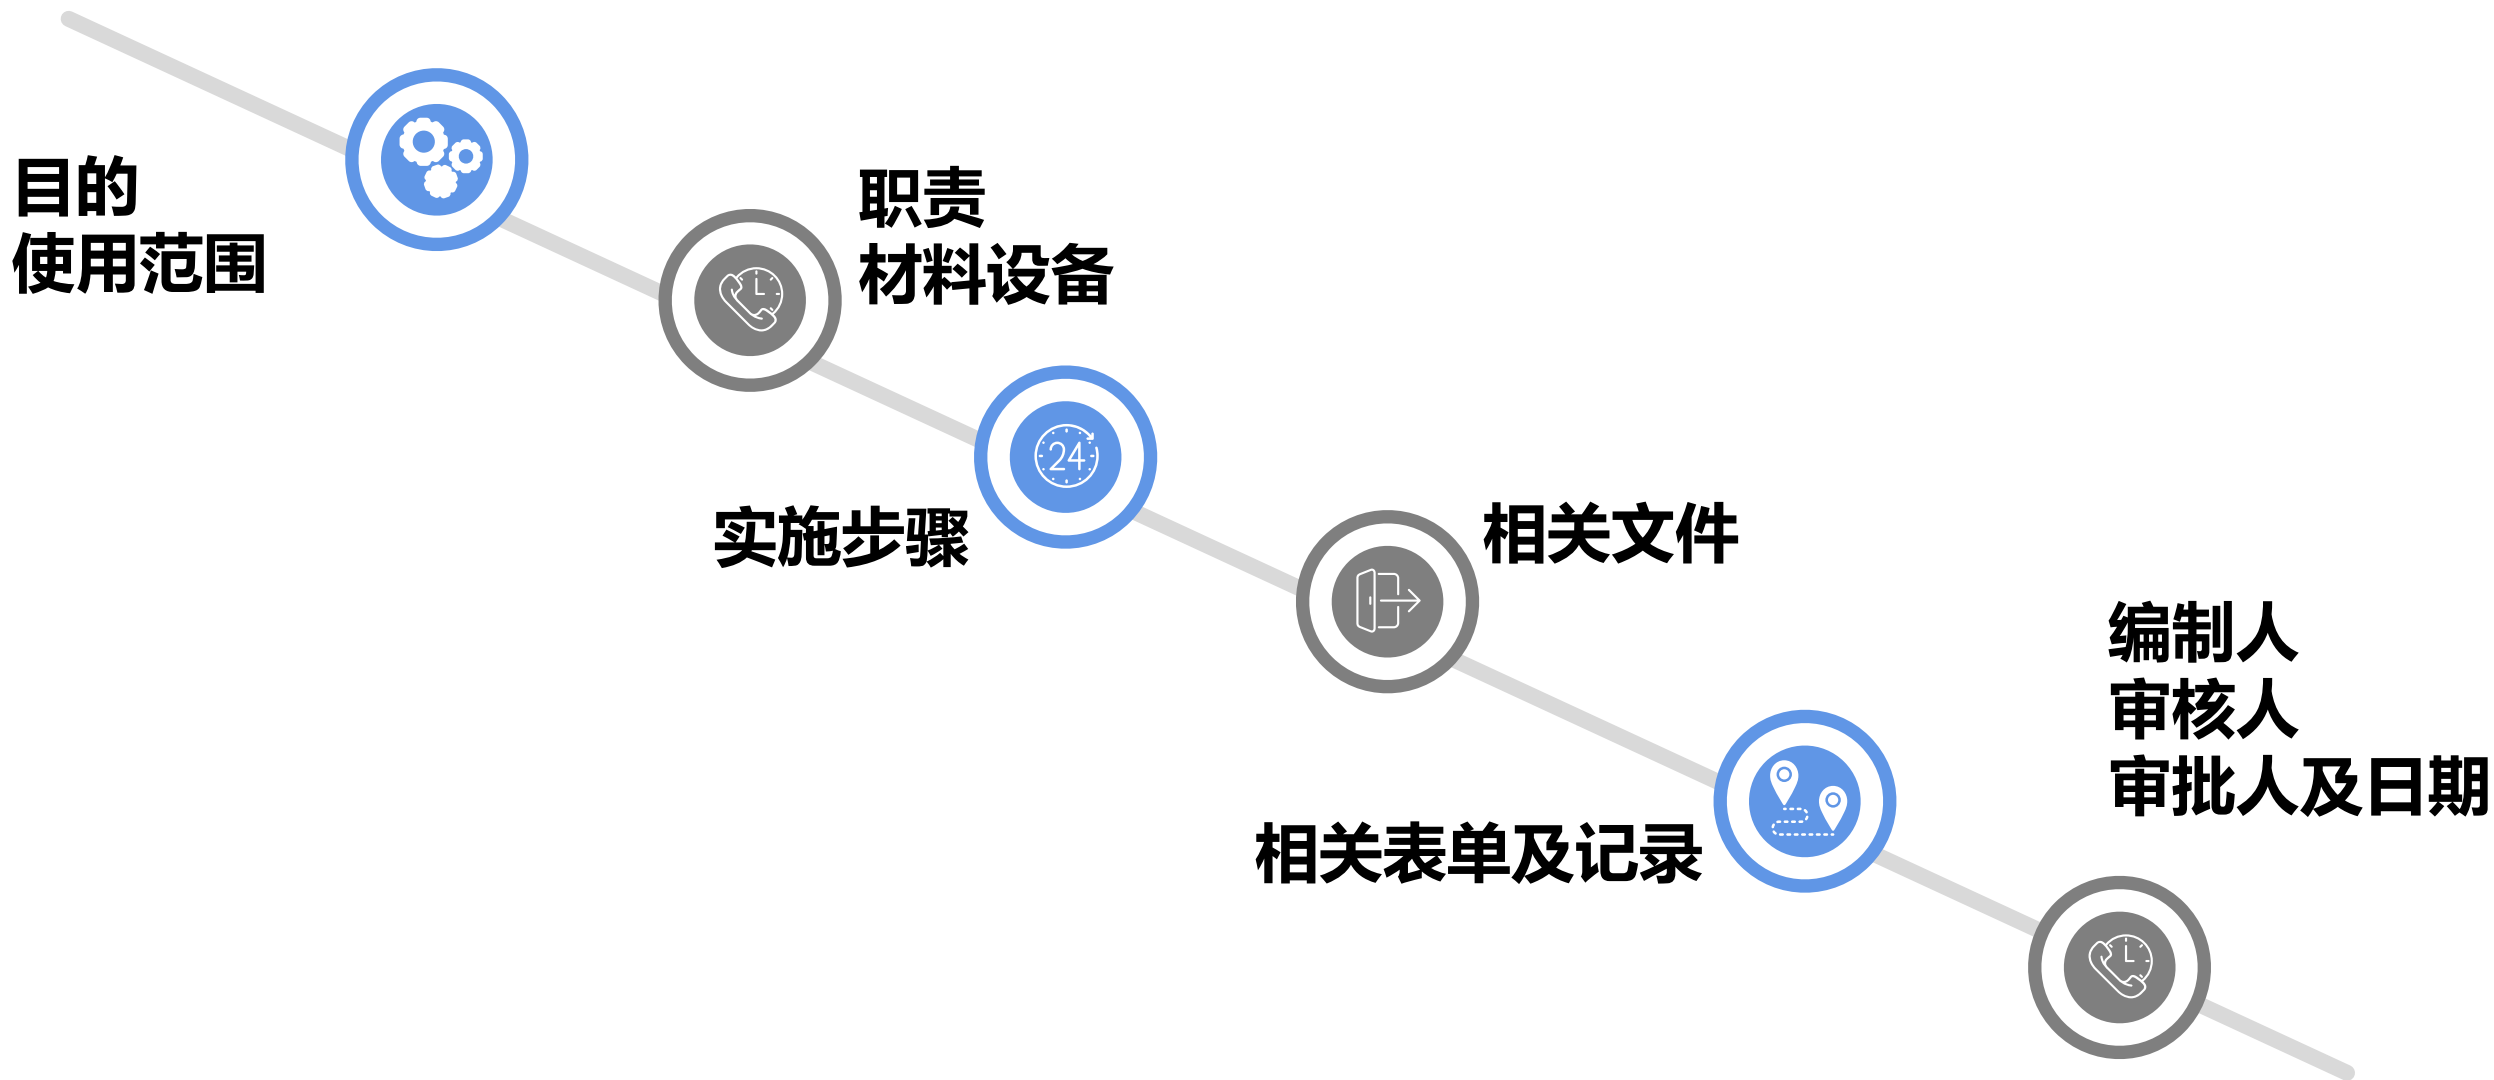 目的
使用范围
职责
材料设备
实施步骤
相关文件
相关表单及记录
编制人
审核人
审批人及日期
24